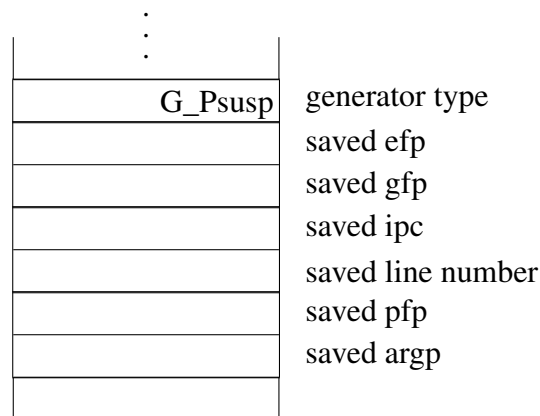 G_Psusp generator type
saved efp
saved gfp
saved ipc
saved line number
saved pfp
saved argp